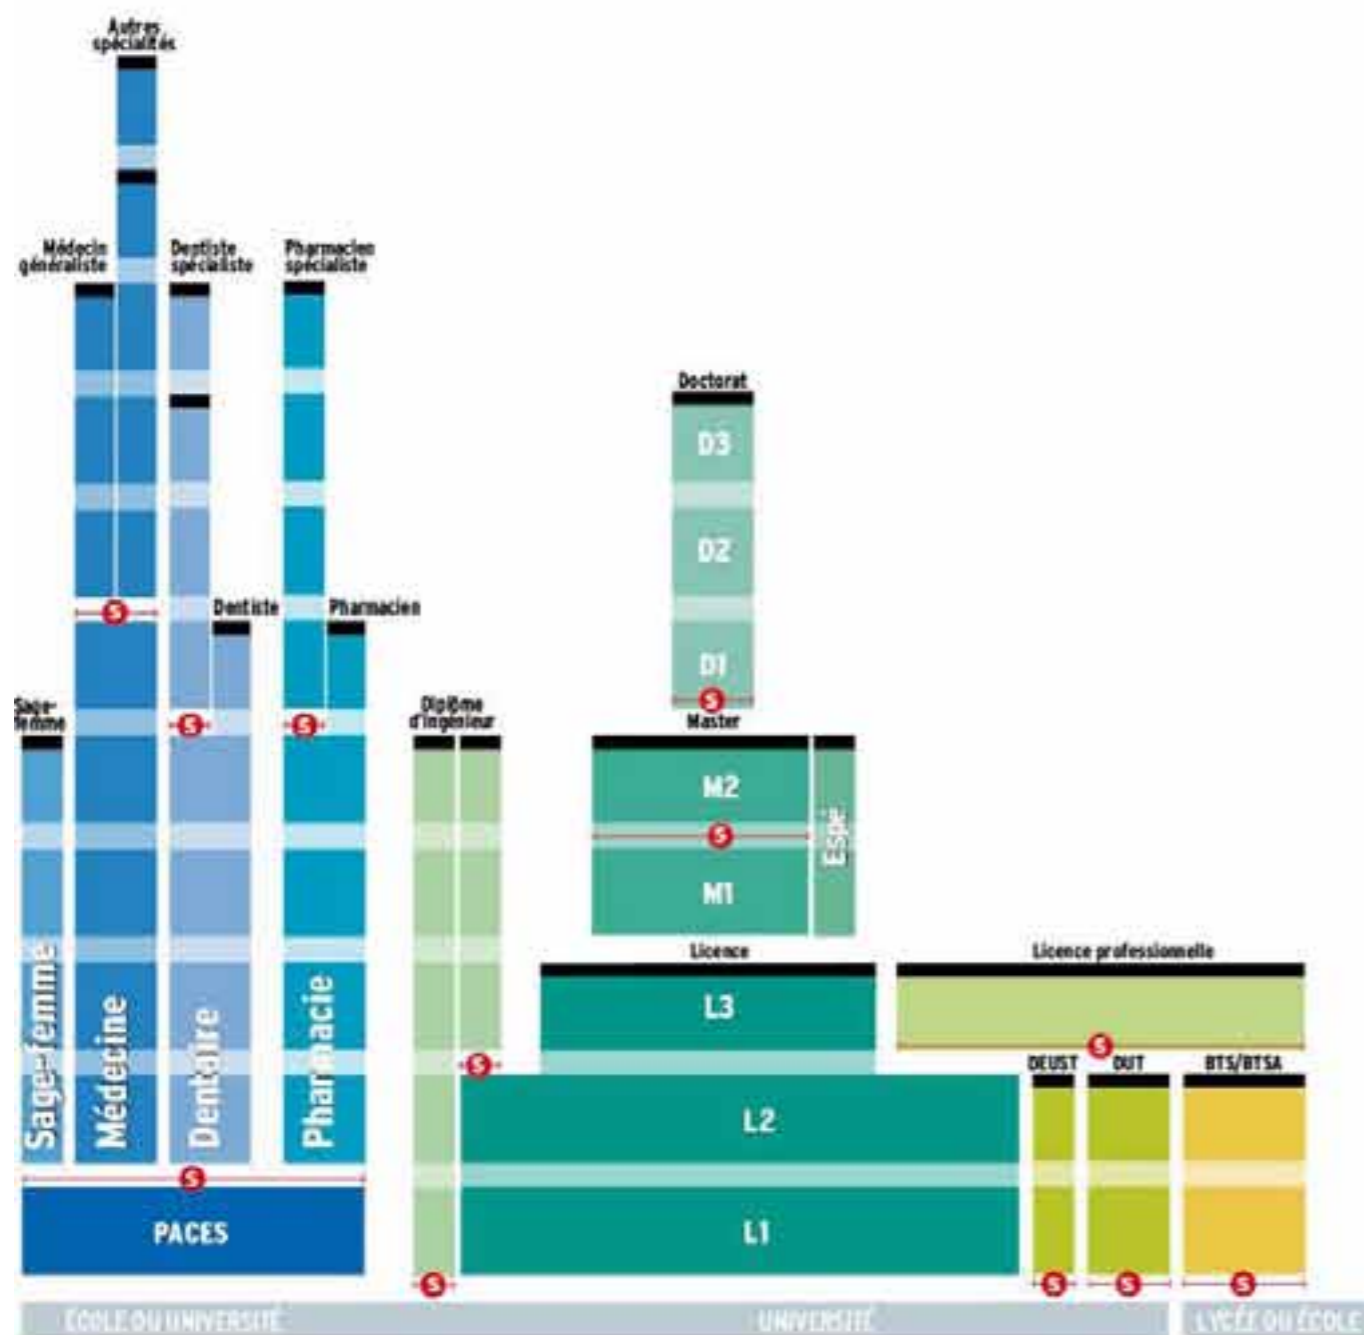 Autres
spécialités
Médecin
généraliste
Dentiste
spécialiste
Pharmacien
spécialiste
Doctorat
D3
D2
D1
S
S
Dentiste
Pharmacien
Sage-
femme
S
S
Diplôme
d'ingénieur
Master
M2
S
M1
Espé
Licence
Licence professionnelle
L3
S
S
DEUST
DUT
BTS/BTSA
Sage-femme
Médecine
Dentaire
Pharmacie
L2
S
PACES
L1
S
S
S
S
ÉCOLE OU UNIVERSITÉ
UNIVERSITÉ
LYCÉE OU ÉCOLE